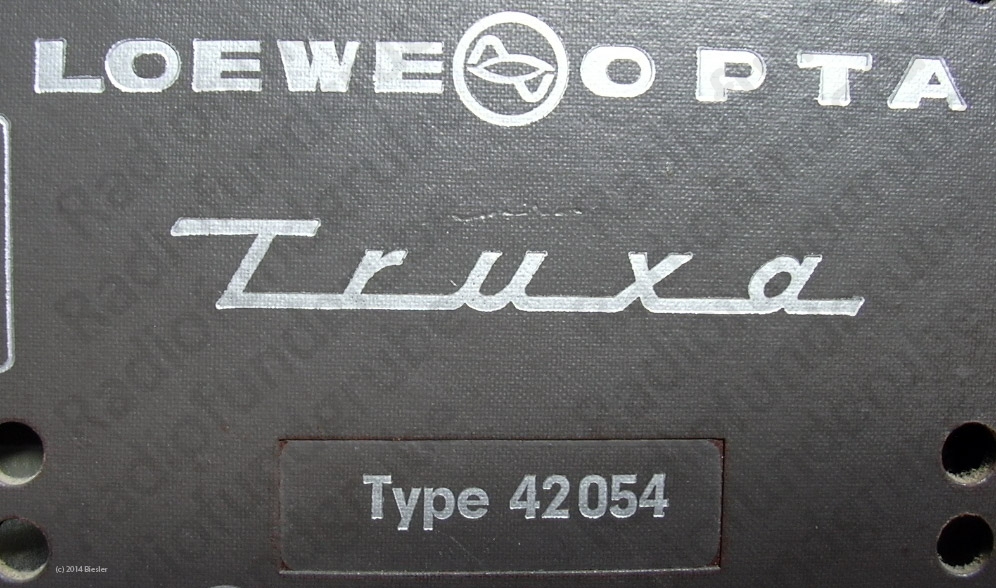 LOEWE OPTA
Truxa
Type 42054
(c) 2014 Biesler